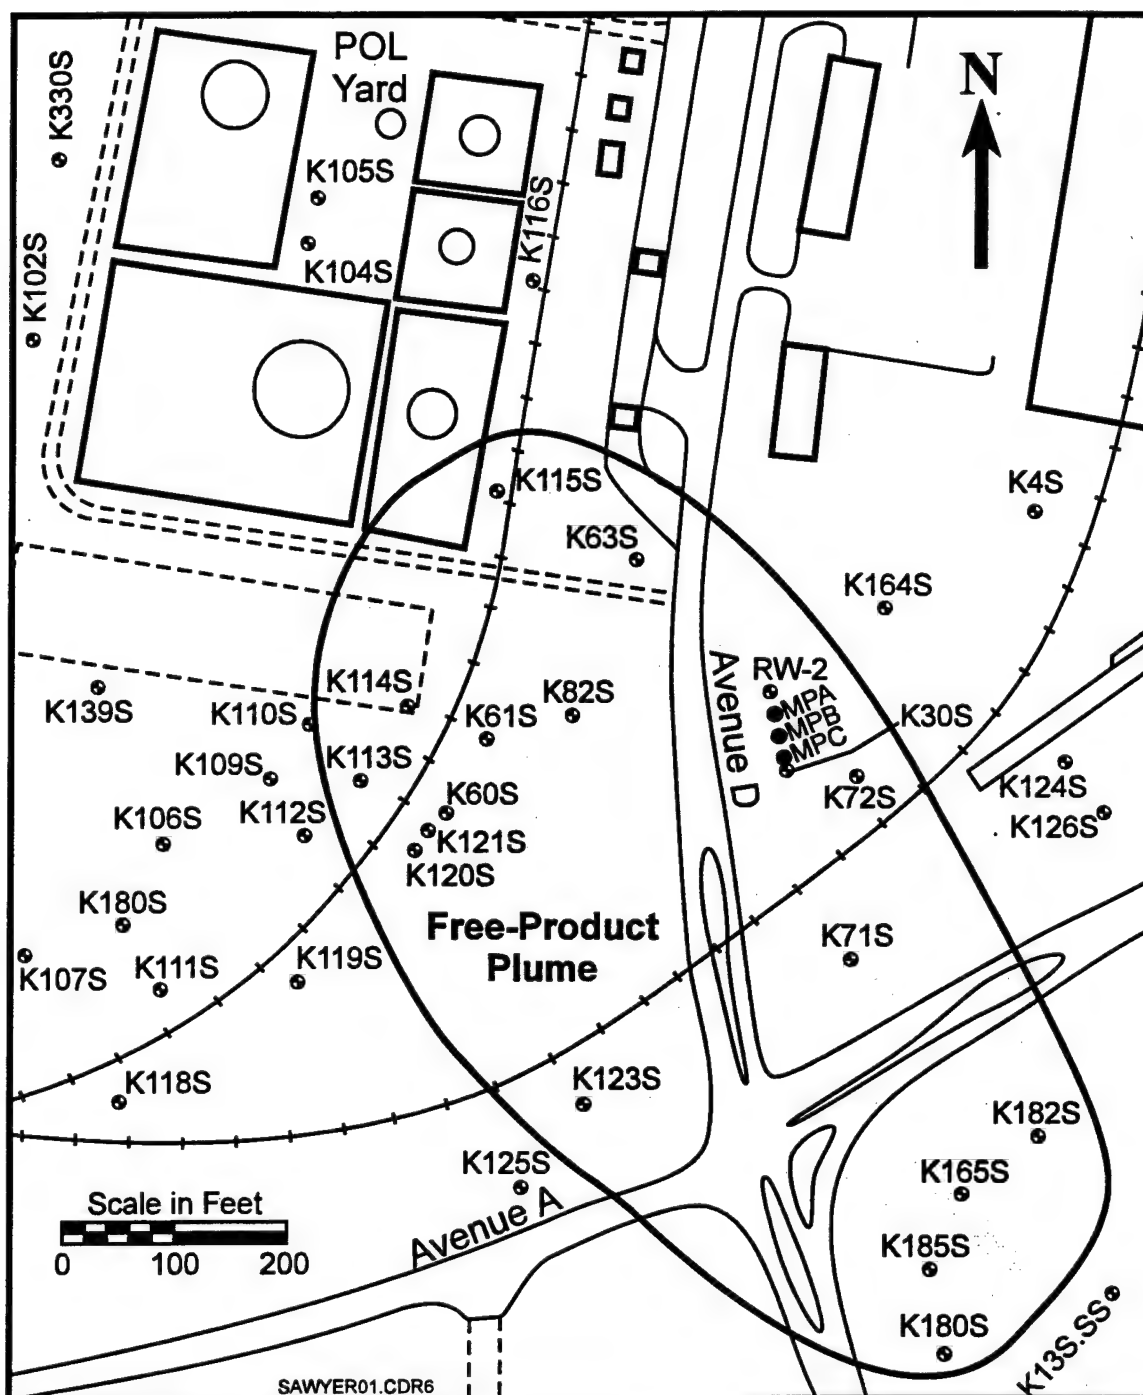 POL
Yard
N
K330S
K105S
K116S
K104S
K102S
K115S
K4S
K63S
K164S
RW-2
MPA
MPB
MPC
Avenue D
K30S
K114S
K82S
K139S
K110S
K61S
K109S
K113S
K72S
K124S
K126S
K106S
K112S
K60S
K121S
K120S
K180S
Free-Product
Plume
K71S
K107S
K111S
K119S
K118S
K123S
K182S
K125S
K165S
Avenue A
Scale in Feet
0 100 200
K185S
K180S
K13S.SS
SAWYER01.CDR6